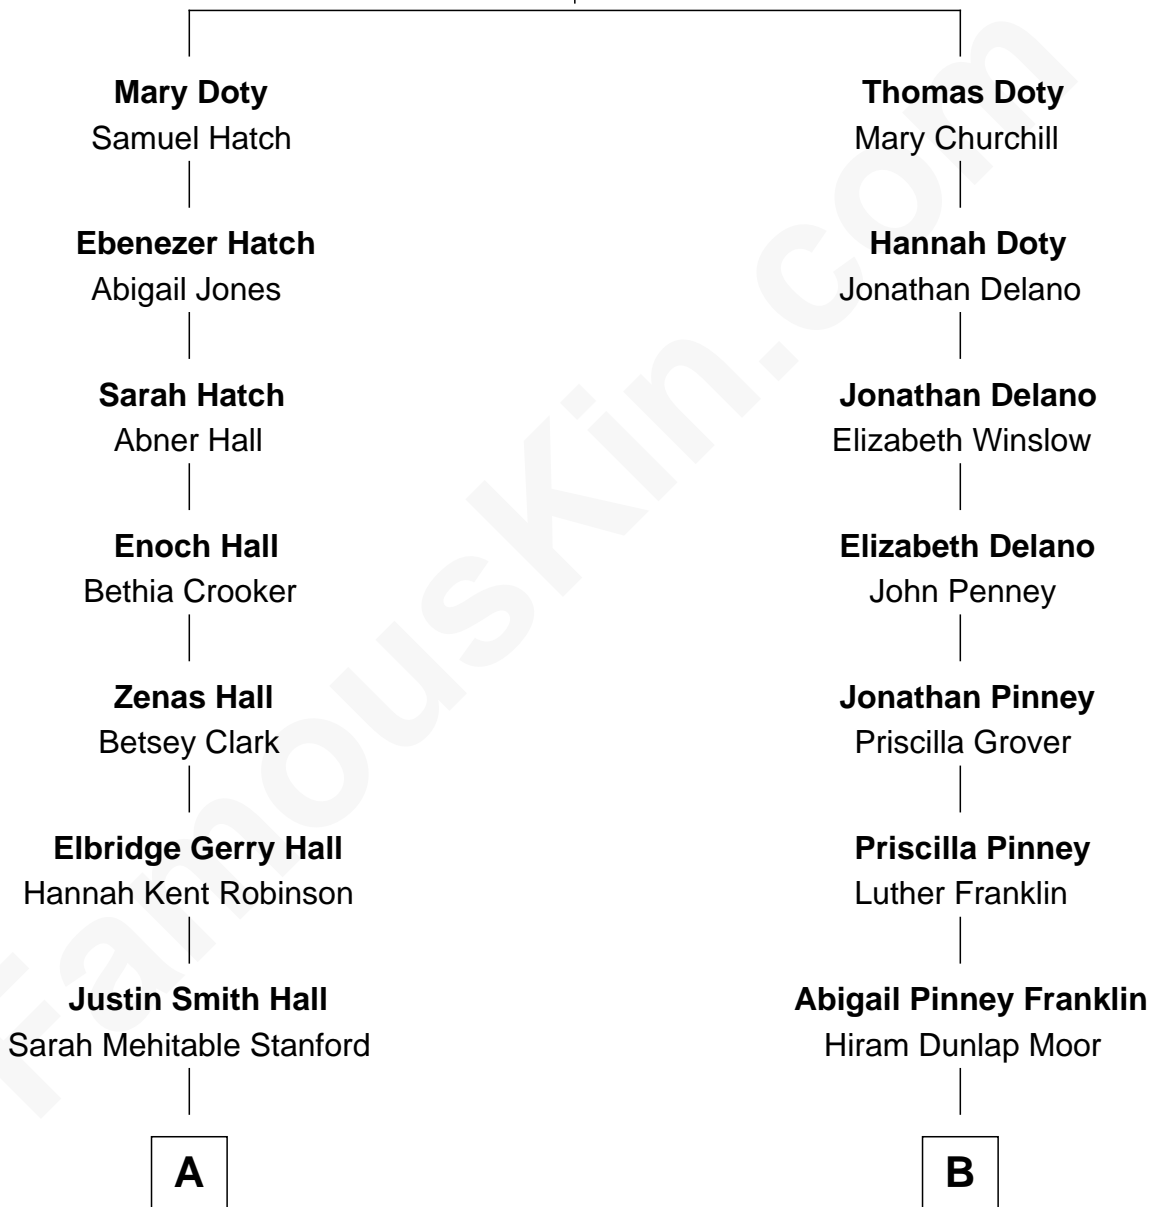 Mary Doty
Samuel Hatch
Ebenezer Hatch
Abigail Jones
Sarah Hatch
Abner Hall
Enoch Hall
Bethia Crooker
Zenas Hall
Betsey Clark
Elbridge Gerry Hall
Hannah Kent Robinson
Justin Smith Hall
Sarah Mehitable Stanford
A
Thomas Doty
Mary Churchill
Hannah Doty
Jonathan Delano
Jonathan Delano
Elizabeth Winslow
Elizabeth Delano
John Penney
Jonathan Pinney
Priscilla Grover
Priscilla Pinney
Luther Franklin
Abigail Pinney Franklin
Hiram Dunlap Moor
B
FamousKin.com